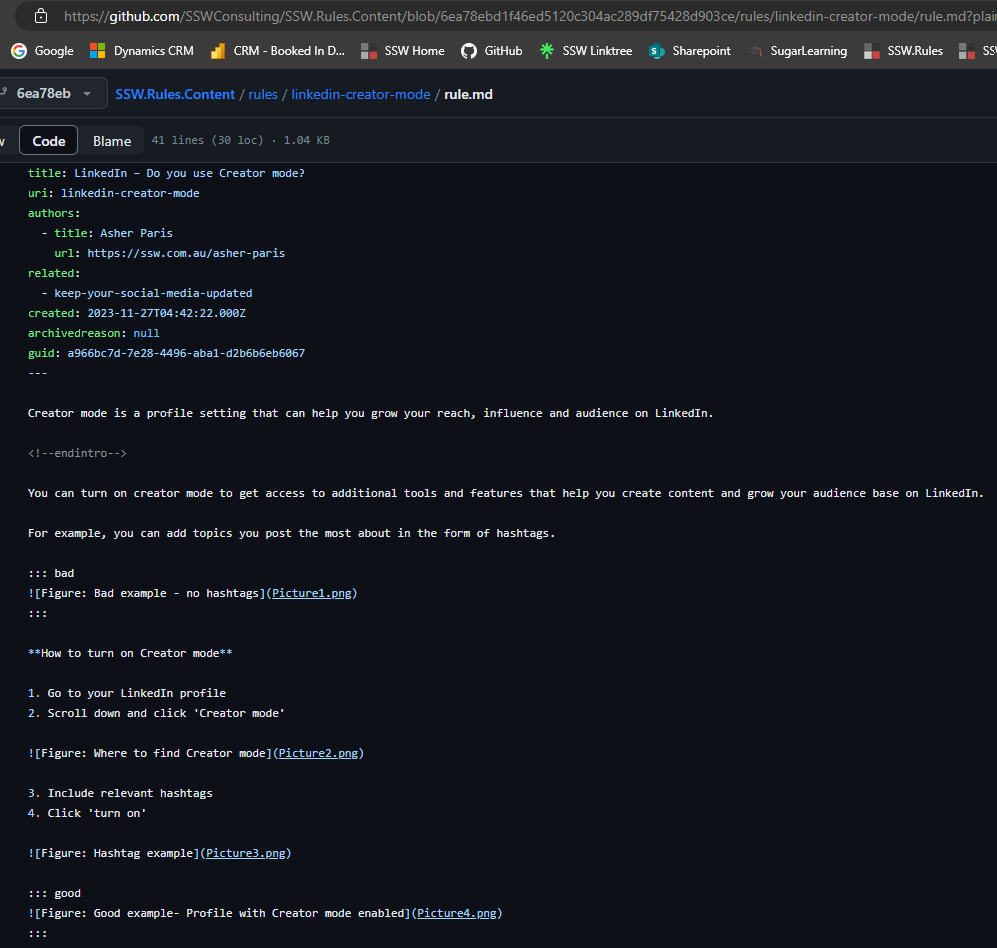 https://github.com/SSWConsulting/SSW.Rules.Content/blob/6ea78ebd1f46ed5120c304ac289df75428d903ce/rules/linkedin-creator-mode/rule.md?plai
Google Dynamics CRM CRM - Booked In D... SSW Home GitHub SSW Linktree Sharepoint SugarLearning SSW.Rules
6ea78eb SSW.Rules.Content / rules / linkedin-creator-mode / rule.md
Code Blame 41 lines (30 loc) · 1.04 KB
title: LinkedIn – Do you use Creator mode?
uri: linkedin-creator-mode
authors:
- title: Asher Paris
url: https://ssw.com.au/asher-paris
related:
- keep-your-social-media-updated
created: 2023-11-27T04:42:22.000Z
archivedreason: null
guid: a966bc7d-7e28-4496-aba1-d2b6b6eb6067
---
Creator mode is a profile setting that can help you grow your reach, influence and audience on LinkedIn.
<!--endintro-->
You can turn on creator mode to get access to additional tools and features that help you create content and grow your audience base on LinkedIn.
For example, you can add topics you post the most about in the form of hashtags.
::: bad
![Figure: Bad example - no hashtags](Picture1.png)
:::
**How to turn on Creator mode**
1. Go to your LinkedIn profile
2. Scroll down and click 'Creator mode'
![Figure: Where to find Creator mode](Picture2.png)
3. Include relevant hashtags
4. Click 'turn on'
![Figure: Hashtag example](Picture3.png)
::: good
![Figure: Good example- Profile with Creator mode enabled](Picture4.png)
:::